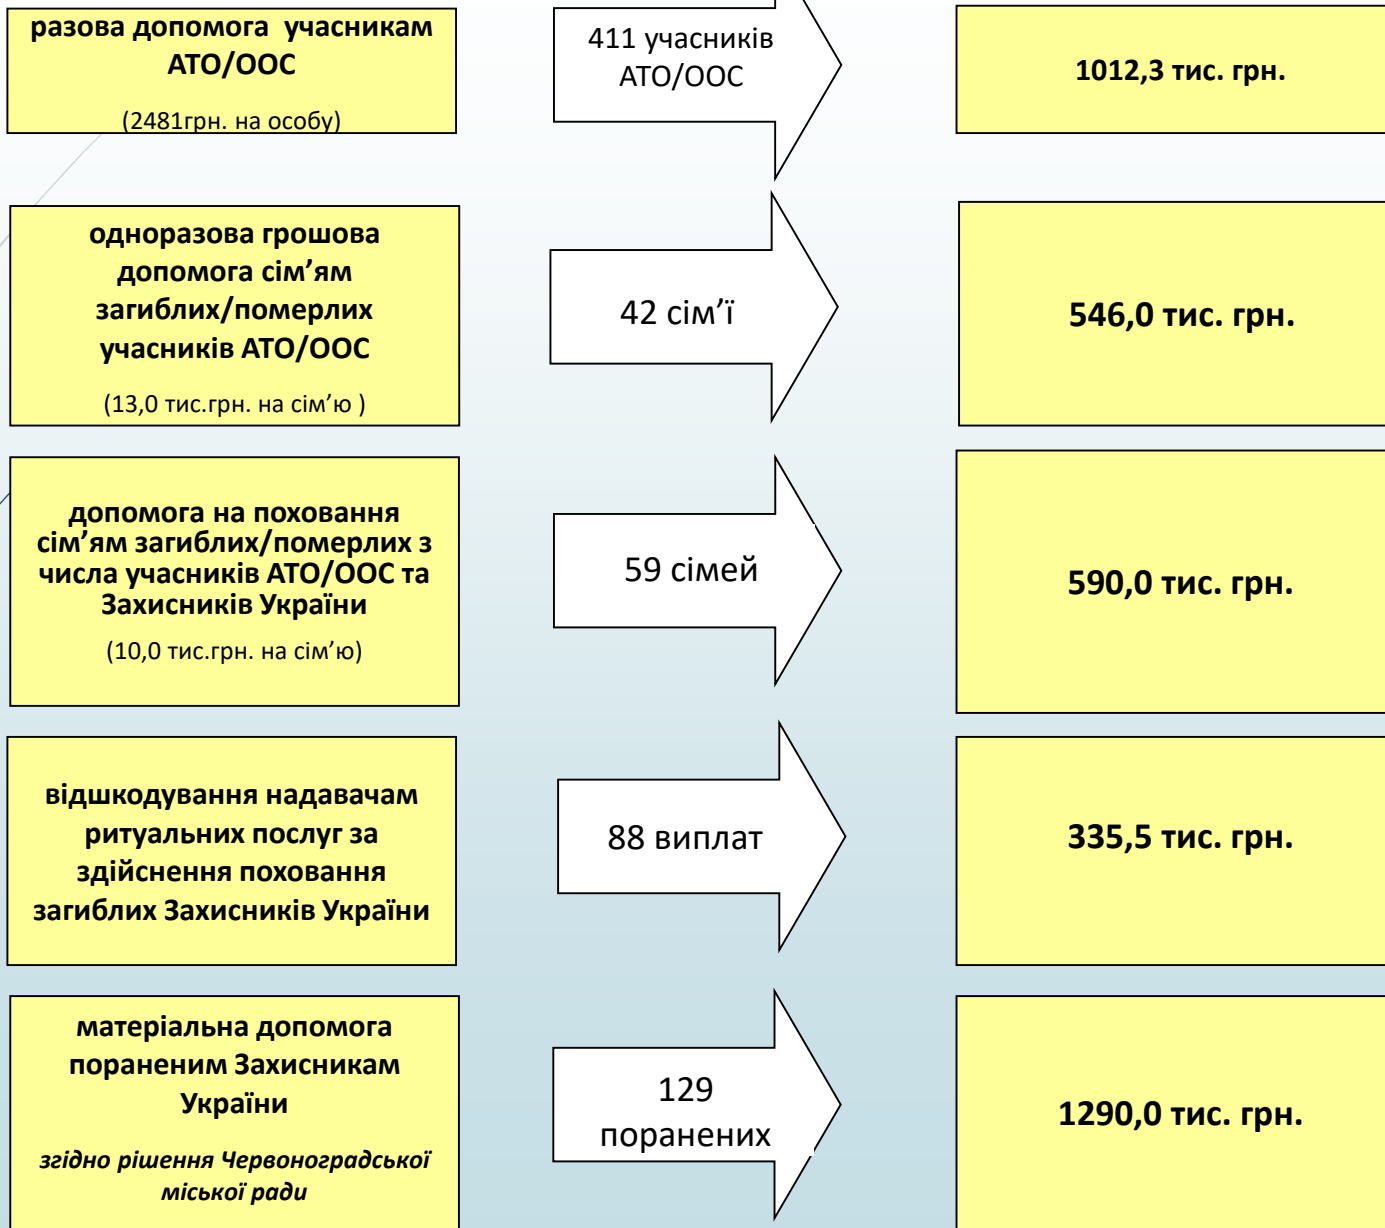 разова допомога учасникам
АТО/ООС
(2481грн. на особу)
411 учасників
АТО/ООС
1012,3 тис. грн.
одноразова грошова
допомога сім’ям
загиблих/померлих
учасників АТО/ООС
(13,0 тис.грн. на сім’ю )
42 сім’ї
546,0 тис. грн.
допомога на поховання
сім’ям загиблих/померлих з
числа учасників АТО/ООС та
Захисників України
(10,0 тис.грн. на сім’ю)
59 сімей
590,0 тис. грн.
відшкодування надавачам
ритуальних послуг за
здійснення поховання
загиблих Захисників України
88 виплат
335,5 тис. грн.
матеріальна допомога
пораненим Захисникам
України
згідно рішення Червоноградської
міської ради
129
поранених
1290,0 тис. грн.